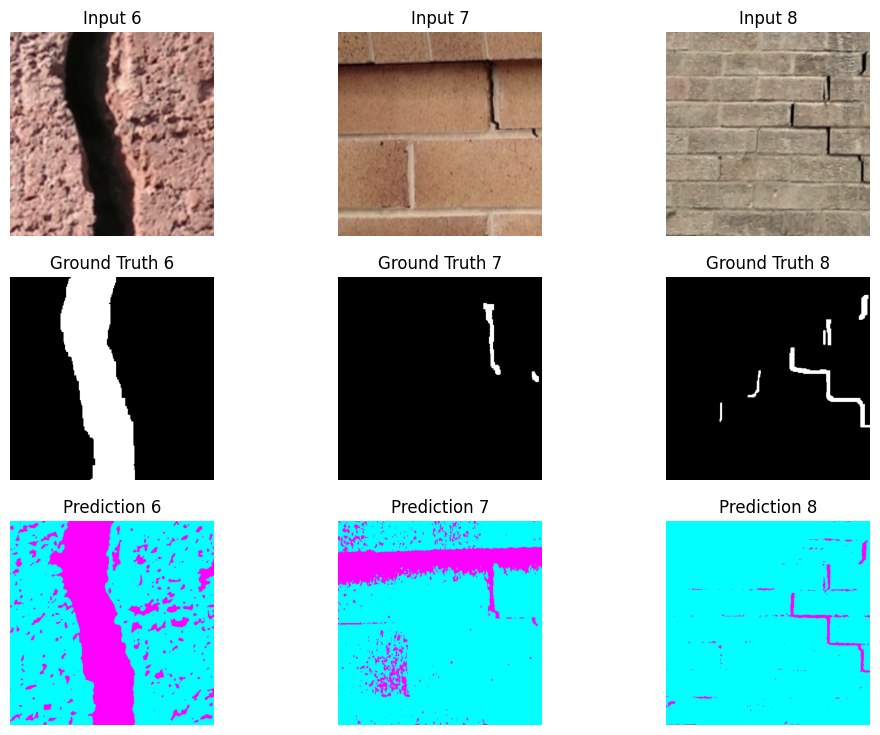 Input 6
Input 7
Input 8
Ground Truth 6
Ground Truth 7
Ground Truth 8
Prediction 6
Prediction 7
Prediction 8